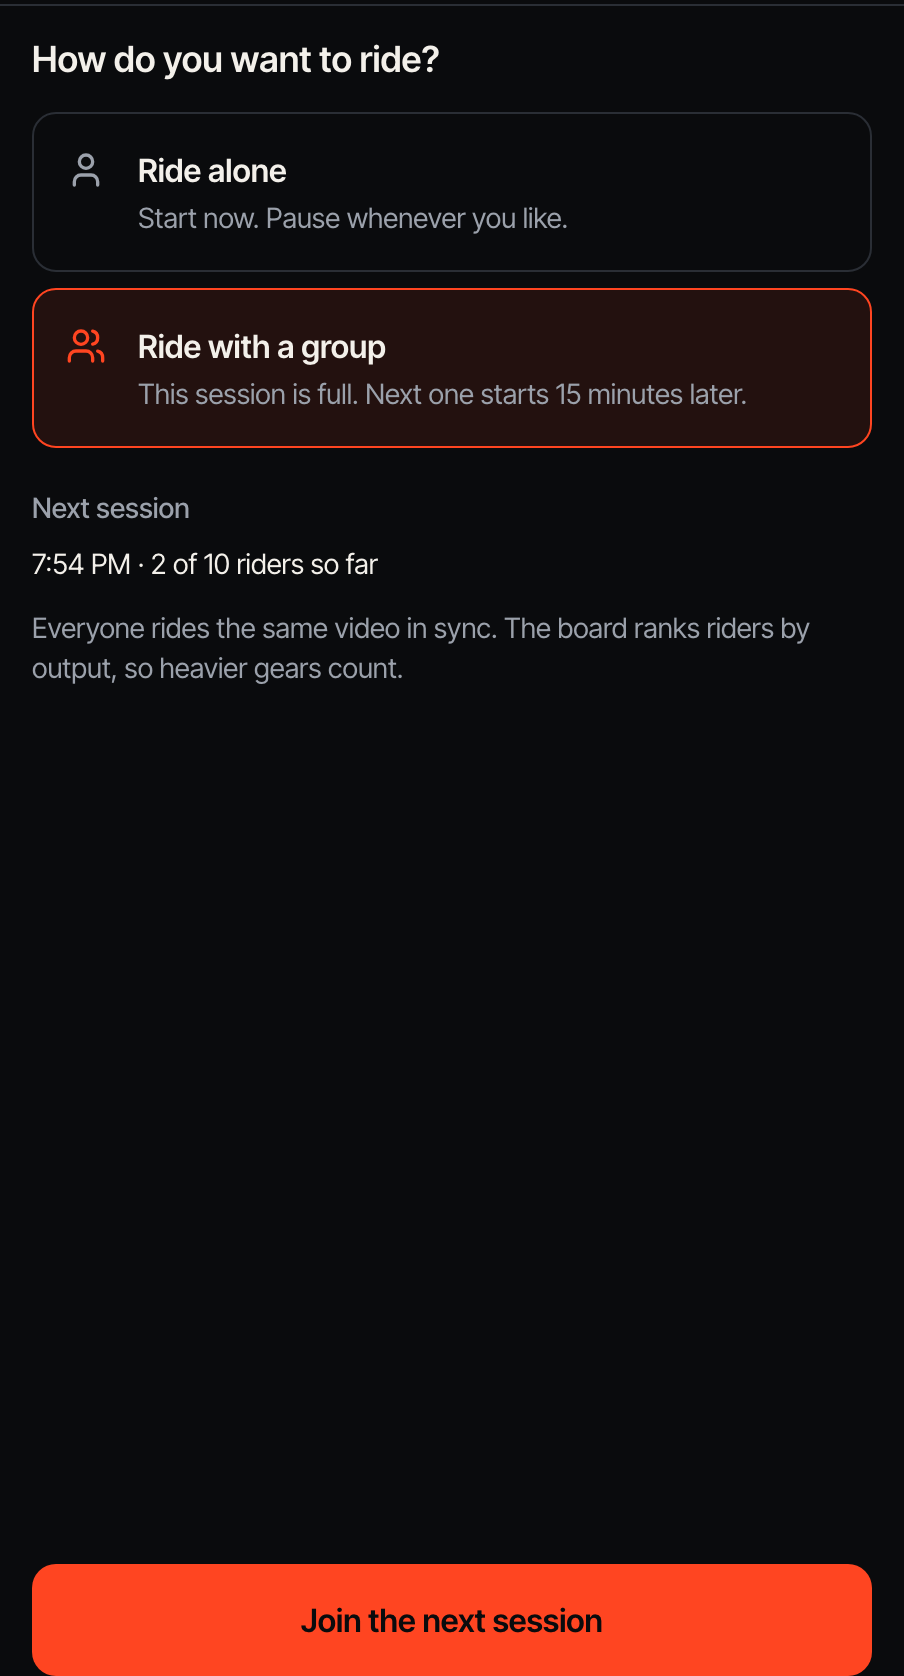 How do you want to ride?
Ride alone
Start now. Pause whenever you like.
Ride with a group
This session is full. Next one starts 15 minutes later.
Next session
7:54 PM · 2 of 10 riders so far
Everyone rides the same video in sync. The board ranks riders by
output, so heavier gears count.
Join the next session